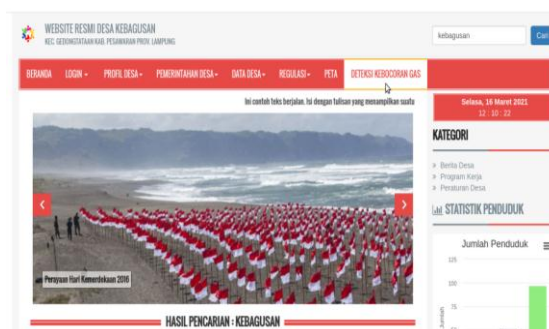 WEBSITE RESMI DESA KEBAGUSAN
KEC. GEDONGTATAAN KAB. PESAWARAN PROV. LAMPUNG
kebagusan
Cari
BERANDA LOGIN PROFIL DESA PEMERINTAHAN DESA DATA DESA REGULASI PETA DETEKSI KEBOCORAN GAS
Ini contoh teks berjalan. Isi dengan tulisan yang menampilkan suatu
Selasa, 16 Maret 2021
12 : 10 : 22
KATEGORI
Berita Desa
Program Kerja
Peraturan Desa
STATISTIK PENDUDUK
Jumlah Penduduk
125
100
75
Jumlah
Perayaan Hari Kemerdekaan 2016
HASIL PENCARIAN : KEBAGUSAN